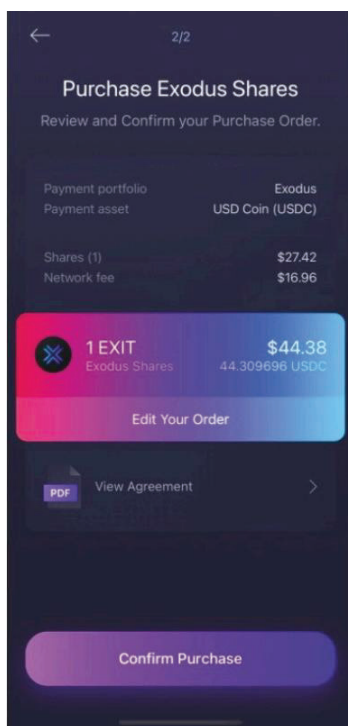 2/2
Purchase Exodus Shares
Review and Confirm your Purchase Order.
Payment portfolio Exodus
Payment asset USD Coin (USDC)
Shares (1) $27.42
Network fee $16.96
1 EXIT $44.38
Exodus Shares 44.309696 USDC
Edit Your Order
PDF View Agreement
Confirm Purchase